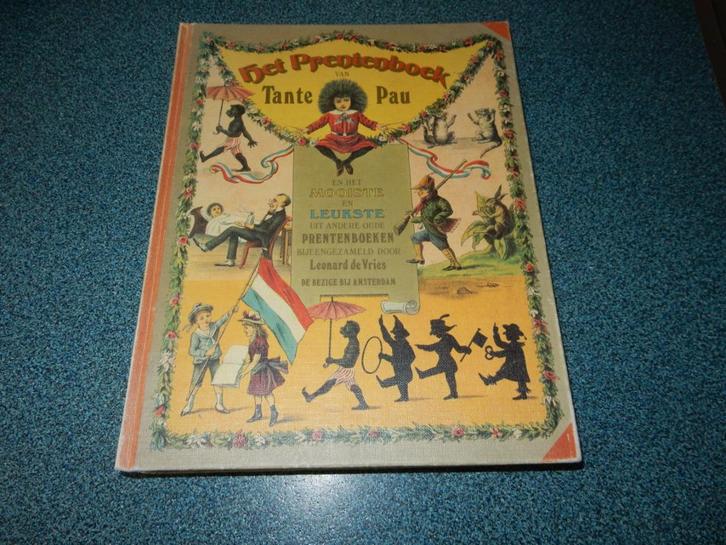 Het Prentenboek
VAN
Tante Pau
EN HET
MOOISTE
EN
LEUKSTE
UIT ANDERE OUDE
PRENTENBOEKEN
BIJEENGEZAMELD DOOR
Leonard de Vries
DE BEZIGE BIJ AMSTERDAM